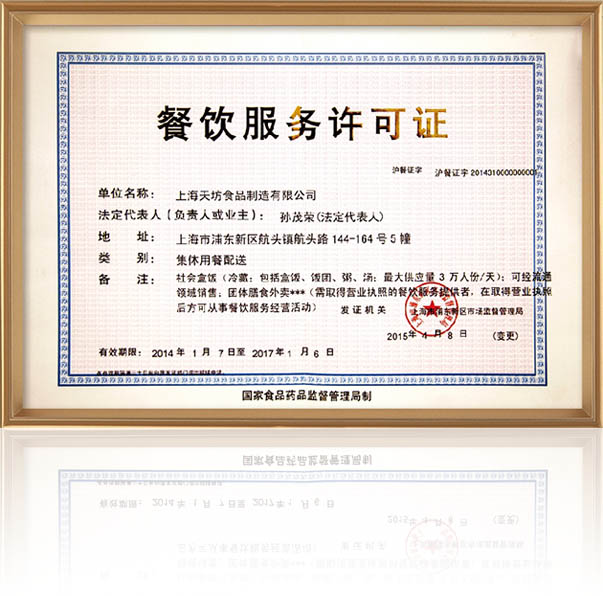 餐饮服务许可证
沪餐证字 沪餐证字 2014310000000001
单位名称： 上海天坊食品制造有限公司
法定代表人（负责人或业主）： 孙茂荣(法定代表人)
地 址： 上海市浦东新区航头镇航头路 144-164 号 5 幢
类 别： 集体用餐配送
备 注： 社会盒饭（冷藏；包括盒饭、饭团、粥、汤；最大供应量 3 万人份/天）；可经流通
领域销售；团体膳食外卖***（需取得营业执照的餐饮服务提供者，在取得营业执照
后方可从事餐饮服务经营活动）
发证机关 上海市浦东新区市场监督管理局
2015年 4 月 8 日 (变更)
有效期限： 2014 年 1 月 7 日至 2017 年 1 月 6 日
国家食品药品监督管理局制